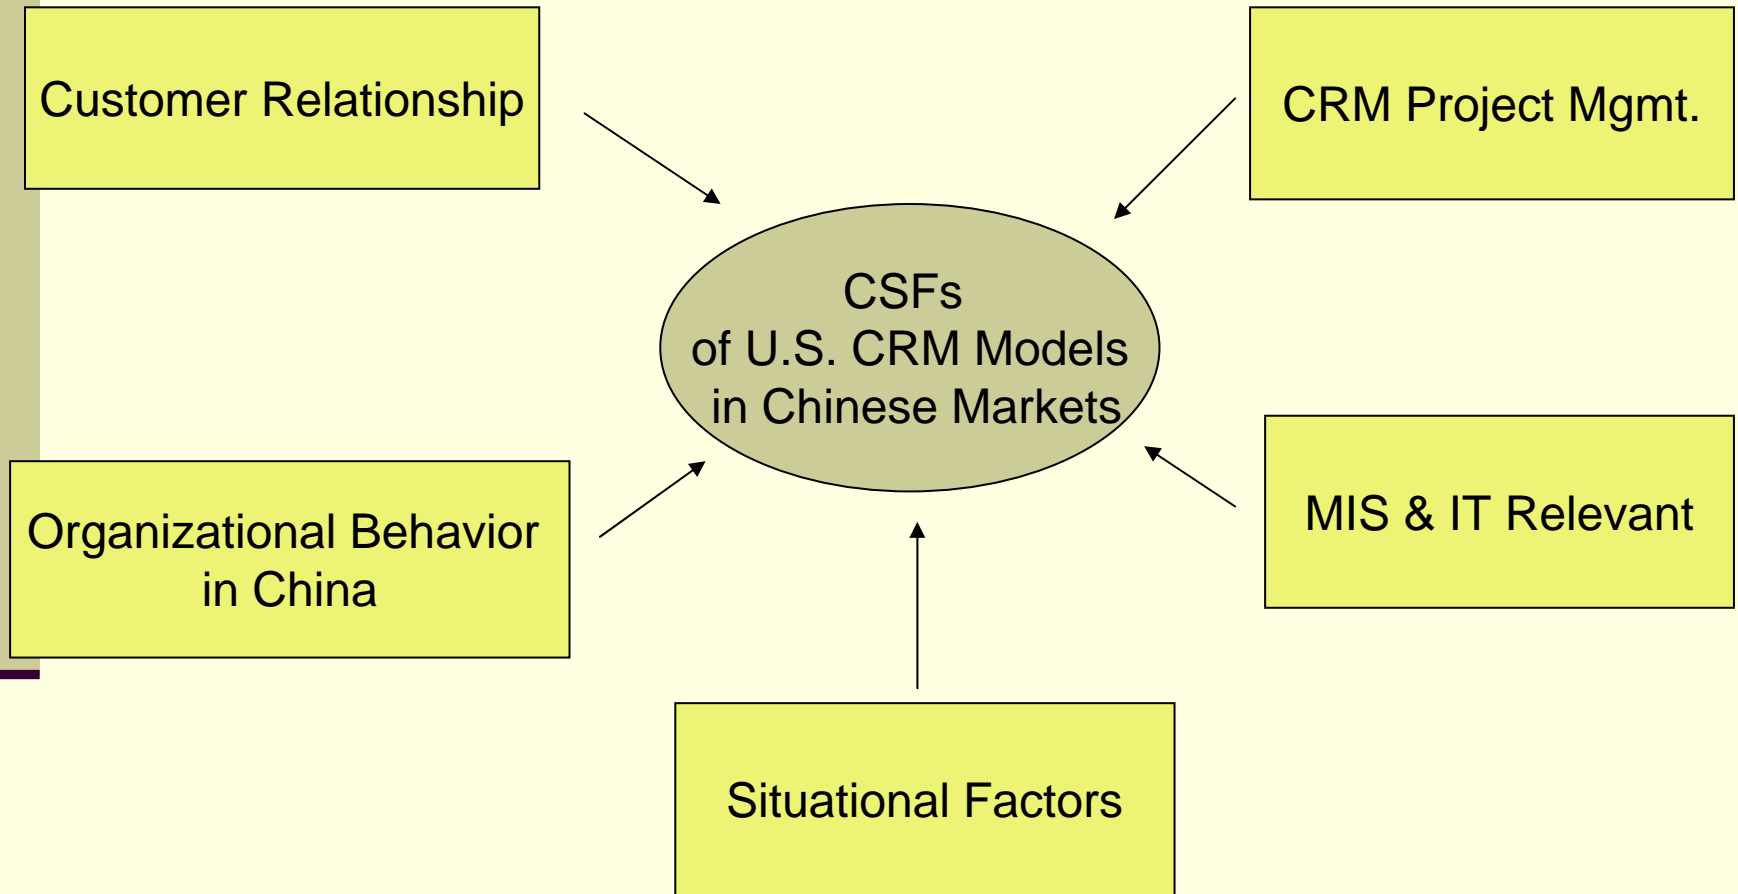 Customer Relationship
CRM Project Mgmt.
CSFs
of U.S. CRM Models
in Chinese Markets
Organizational Behavior
in China
MIS & IT Relevant
Situational Factors